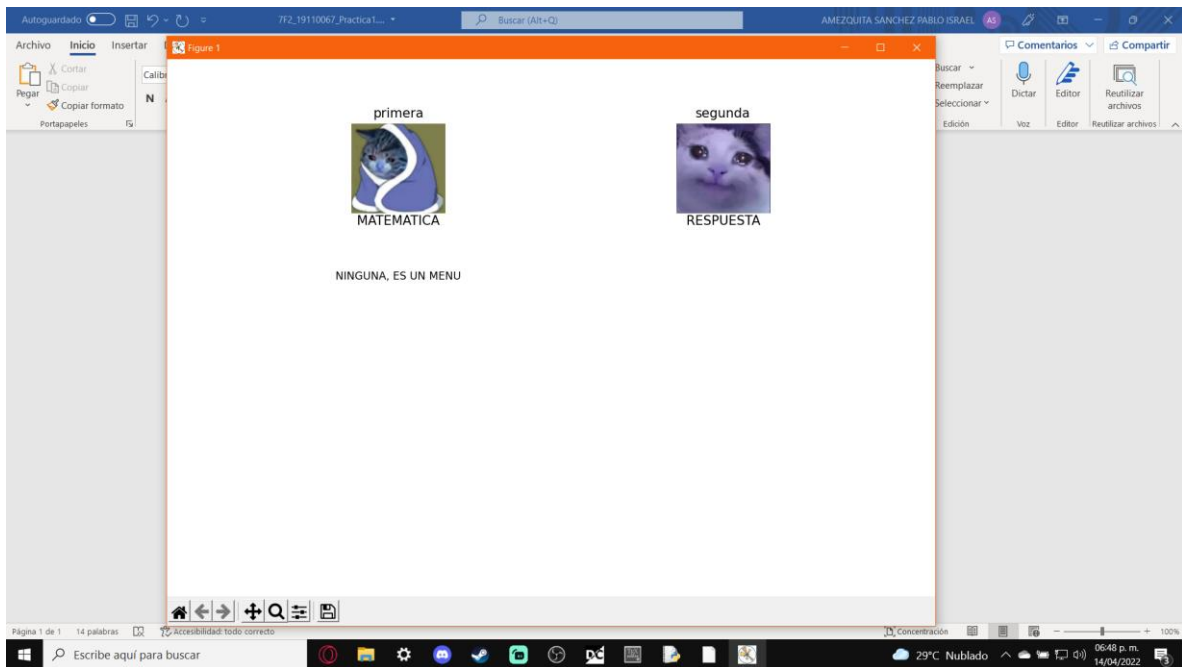 Autoguardado
7F2_19110067_Practica1.... 
Buscar (Alt+Q)
AMEZQUITA SANCHEZ PABLO ISRAEL
AS
Archivo
Inicio
Insertar
Comentarios
Compartir
Figure 1
Pegar
Cortar
Copiar
Copiar formato
Portapapeles
Calib
N
Buscar
Reemplazar
Seleccionar
Edición
Dictar
Voz
Editor
Editor
Reutilizar archivos
Reutilizar archivos
primera
segunda
MATEMATICA
RESPUESTA
NINGUNA, ES UN MENU
Página 1 de 1
14 palabras
Accesibilidad: todo correcto
Concentración
100%
Escribe aquí para buscar
29°C Nublado
06:48 p. m.
14/04/2022
3